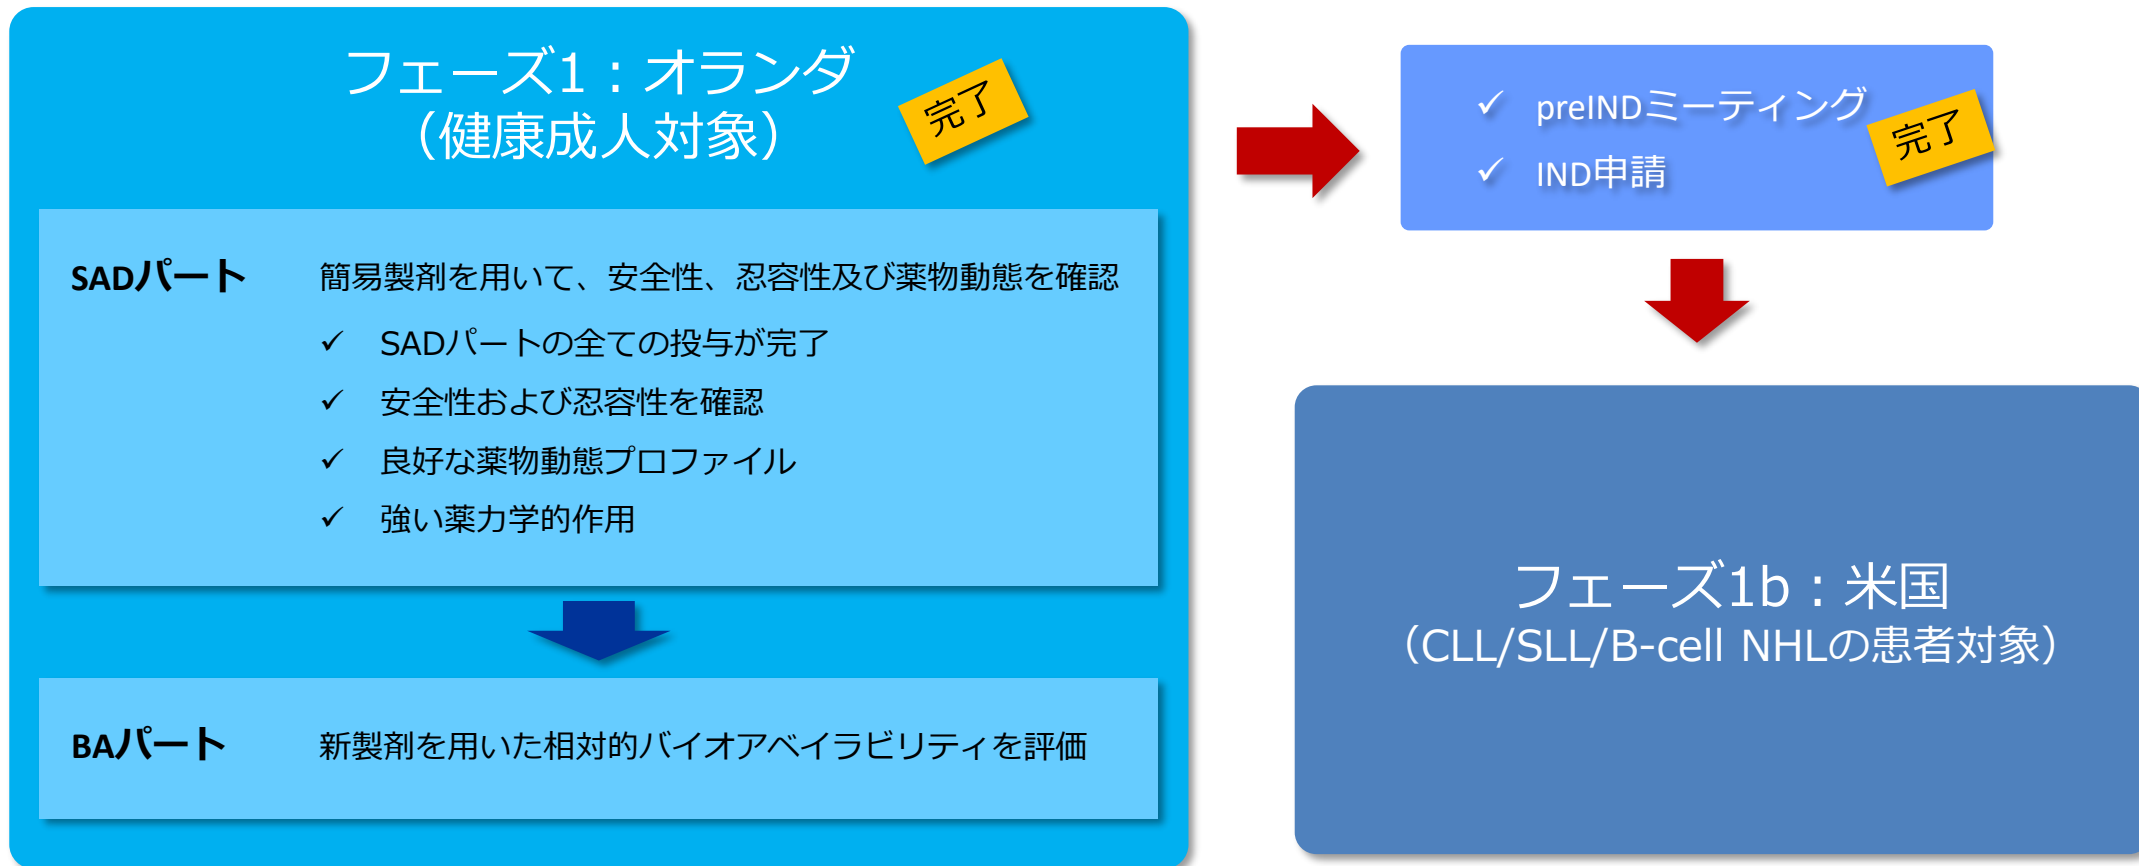 フェーズ1：オランダ
（健康成人対象）
完了
SADパート
簡易製剤を用いて、安全性、忍容性及び薬物動態を確認
✓ SADパートの全ての投与が完了
✓ 安全性および忍容性を確認
✓ 良好な薬物動態プロファイル
✓ 強い薬力学的作用
BAパート
新製剤を用いた相対的バイオアベイラビリティを評価
✓ preINDミーティング
✓ IND申請
完了
フェーズ1b：米国
（CLL/SLL/B-cell NHLの患者対象）